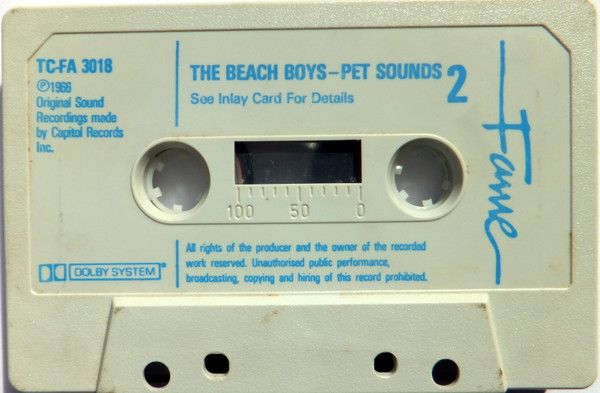 TC-FA 3018
Ⓟ1966
Original Sound
Recordings made
by Capitol Records
Inc.
THE BEACH BOYS-PET SOUNDS 2
See Inlay Card For Details
Fame
100 50 0
DOLBY SYSTEM
All rights of the producer and the owner of the recorded
work reserved. Unauthorised public performance,
broadcasting, copying and hiring of this record prohibited.